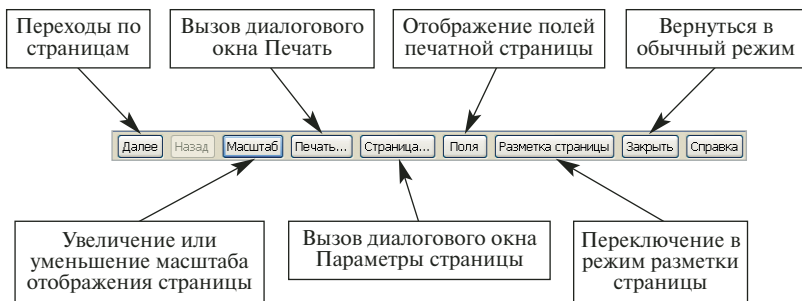 Переходы по
страницам
Вызов диалогового
окна Печать
Отображение полей
печатной страницы
Вернуться в
обычный режим
Далее Назад Масштаб Печать... Страница... Поля Разметка страницы Закрыть Справка
Увеличение или
уменьшение масштаба
отображения страницы
Вызов диалогового окна
Параметры страницы
Переключение в
режим разметки
страницы